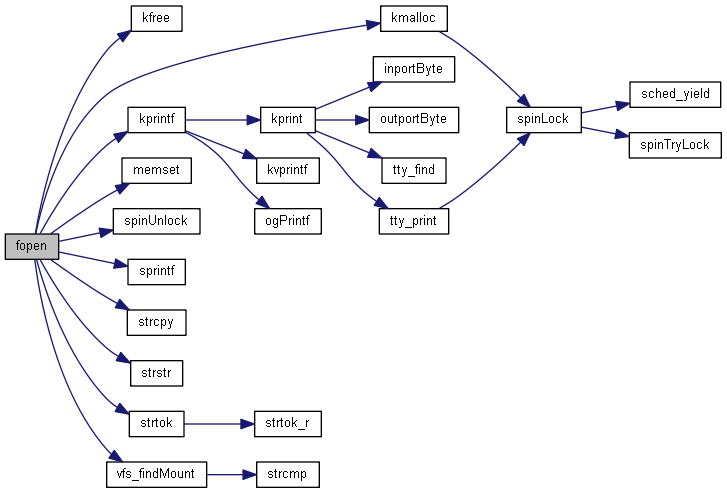 kfree
kmalloc
inportByte
sched_yield
kprintf
kprint
outportByte
spinLock
spinTryLock
memset
kvprintf
tty_find
spinUnlock
ogPrintf
tty_print
fopen
sprintf
strcpy
strstr
strtok
strtok_r
vfs_findMount
strcmp